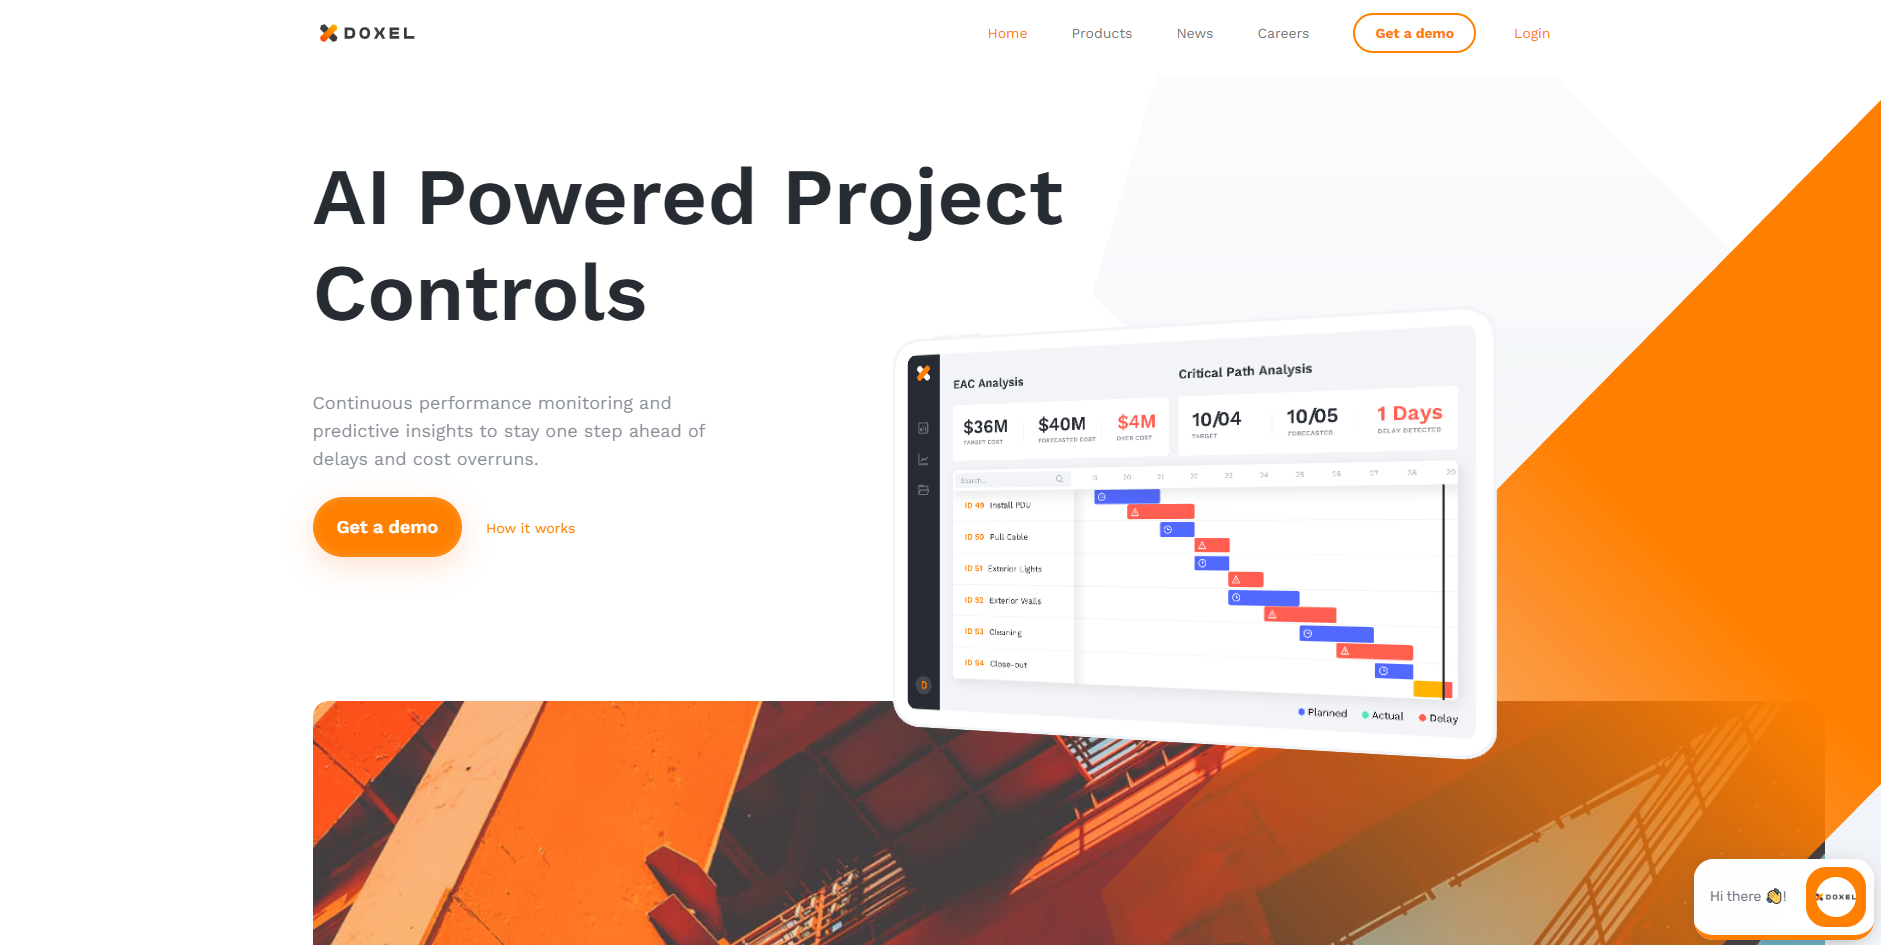 DOXEL
Home
Products
News
Careers
Get a demo
Login
AI Powered Project
Controls
Continuous performance monitoring and
predictive insights to stay one step ahead of
delays and cost overruns.
Get a demo
How it works
EAC Analysis
$36M
TARGET COST
$40M
FORECASTED COST
$4M
OVER COST
Critical Path Analysis
10/04
TARGET
10/05
FORECASTED
1 Days
DELAY DETECTED
Search...
19 20 21 22 23 24 25 26 27 28 29
ID 49 Install PDU
ID 50 Pull Cable
ID 51 Exterior Lights
ID 52 Exterior Walls
ID 53 Cleaning
ID 54 Close-out
D
Planned
Actual
Delay
Hi there 👏!
DOXEL